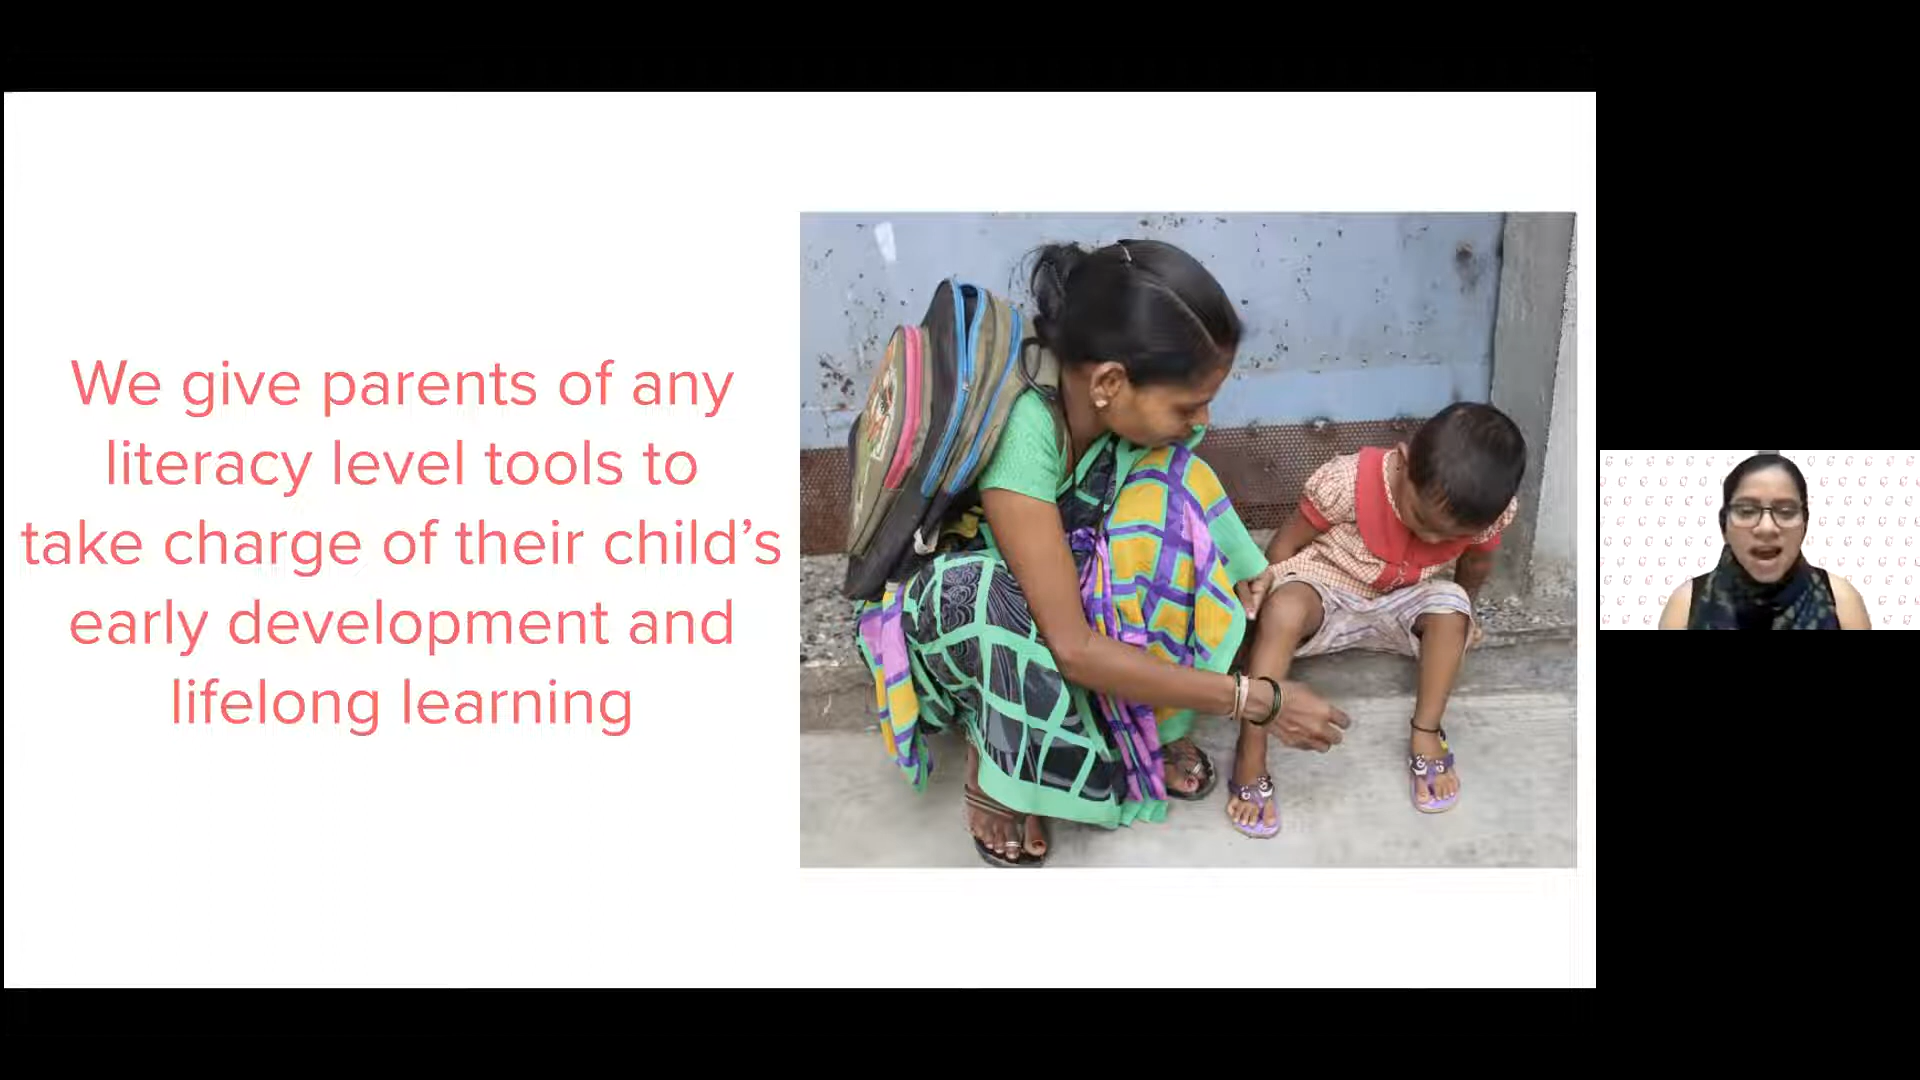 We give parents of any
literacy level tools to
take charge of their child’s
early development and
lifelong learning